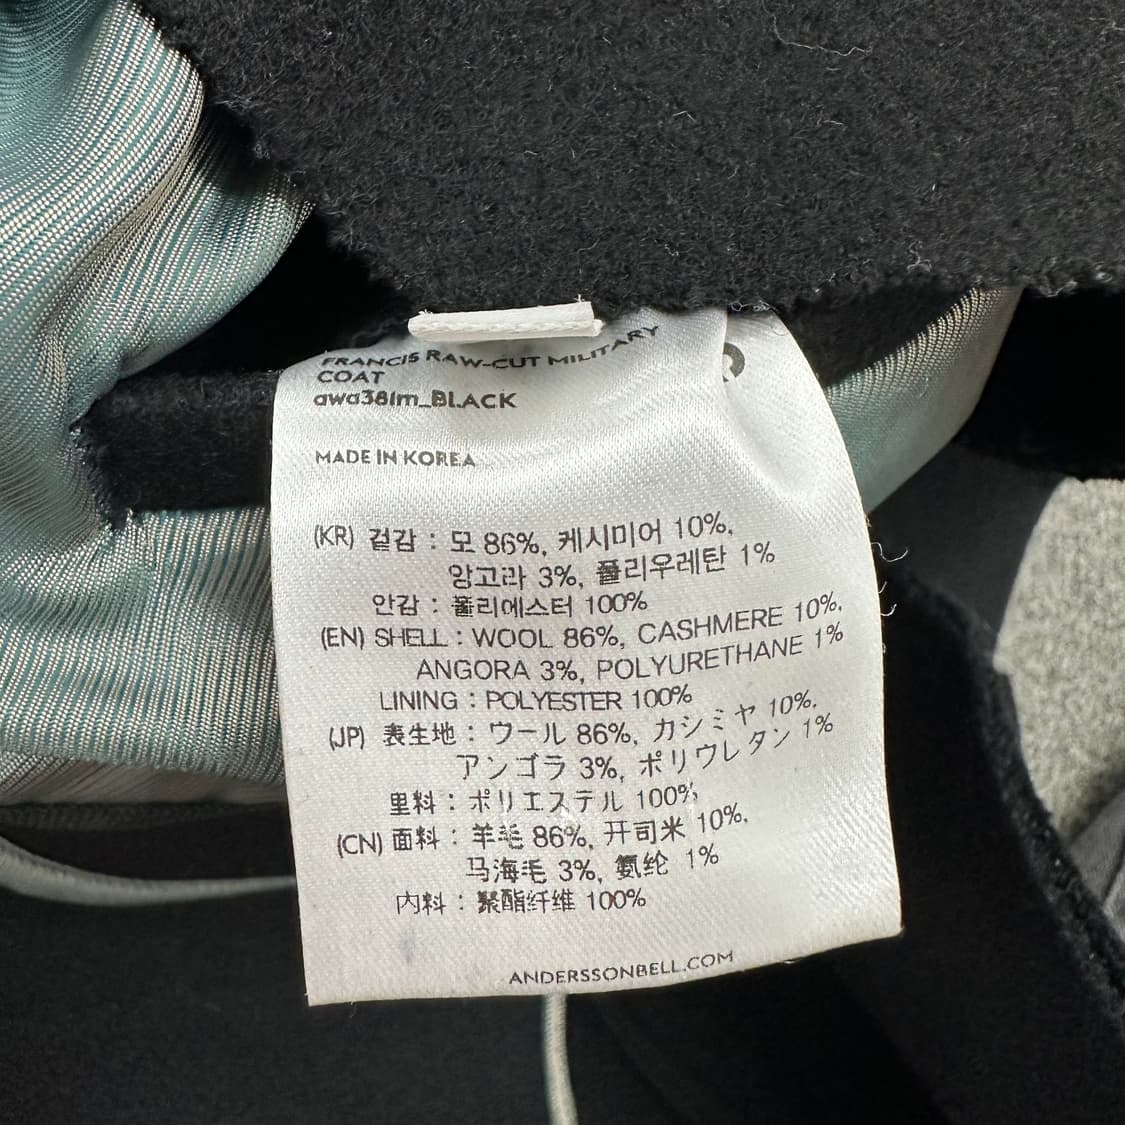 FRANCIS RAW-CUT MILITARY
COAT
awa381m_BLACK
MADE IN KOREA
(KR) 겉감 : 모 86%, 케시미어 10%,
앙고라 3%, 폴리우레탄 1%
안감 : 폴리에스터 100%
(EN) SHELL : WOOL 86%, CASHMERE 10%,
ANGORA 3%, POLYURETHANE 1%
LINING : POLYESTER 100%
(JP) 表生地 : ウール 86%, カシミヤ 10%,
アンゴラ 3%, ポリウレタン 1%
里料 : ポリエステル 100%
(CN) 面料 : 羊毛 86%, 开司米 10%,
马海毛 3%, 氨纶 1%
内料 : 聚酯纤维 100%
ANDERSSONBELL.COM